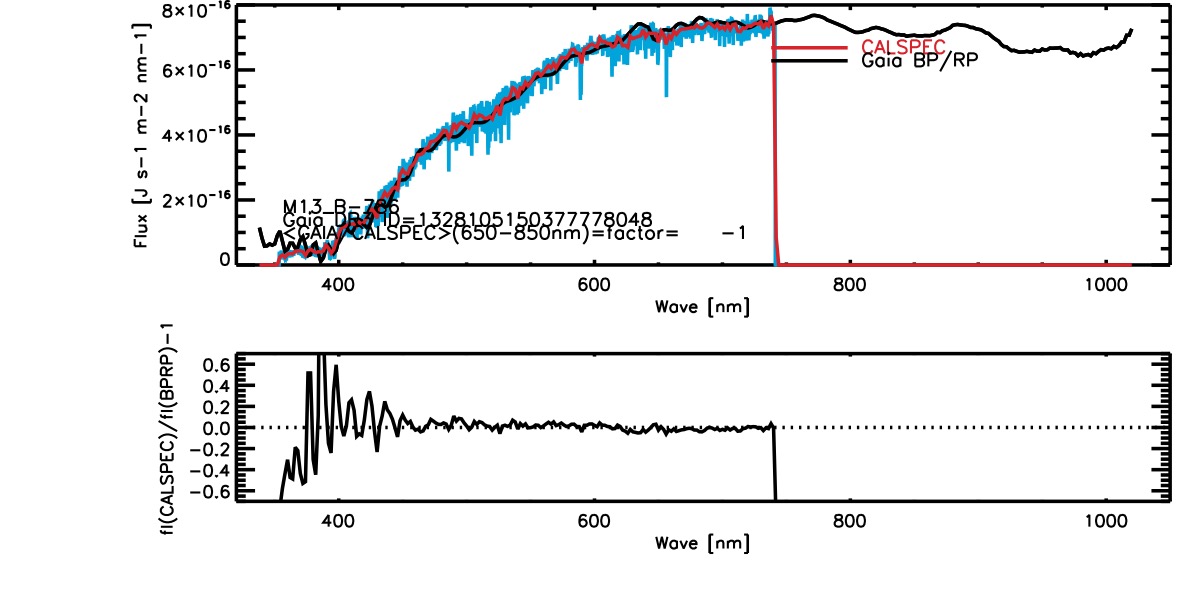 8×10−16
6×10−16
4×10−16
2×10−16
0
Flux [J s−1 m−2 nm−1]
CALSPEC
Gaia BP/RP
M13_B−786
Gaia DR3 ID=1328105150377778048
<GAIA/CALSPEC>(650−850nm)=factor= −1
400 600 800 1000
Wave [nm]
fl(CALSPEC)/fl(BPRP)−1
0.6
0.4
0.2
0.0
−0.2
−0.4
−0.6
400 600 800 1000
Wave [nm]